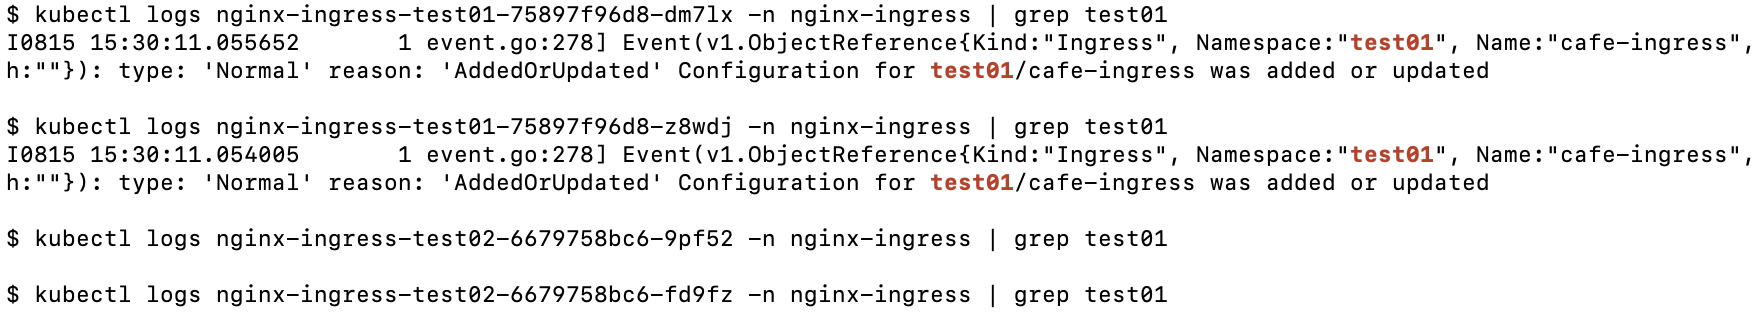 $ kubectl logs nginx-ingress-test01-75897f96d8-dm7lx -n nginx-ingress | grep test01
I0815 15:30:11.055652       1 event.go:278] Event(v1.ObjectReference{Kind:"Ingress", Namespace:"test01", Name:"cafe-ingress",
h:""}): type: 'Normal' reason: 'AddedOrUpdated' Configuration for test01/cafe-ingress was added or updated
$ kubectl logs nginx-ingress-test01-75897f96d8-z8wdj -n nginx-ingress | grep test01
I0815 15:30:11.054005       1 event.go:278] Event(v1.ObjectReference{Kind:"Ingress", Namespace:"test01", Name:"cafe-ingress",
h:""}): type: 'Normal' reason: 'AddedOrUpdated' Configuration for test01/cafe-ingress was added or updated
$ kubectl logs nginx-ingress-test02-6679758bc6-9pf52 -n nginx-ingress | grep test01
$ kubectl logs nginx-ingress-test02-6679758bc6-fd9fz -n nginx-ingress | grep test01